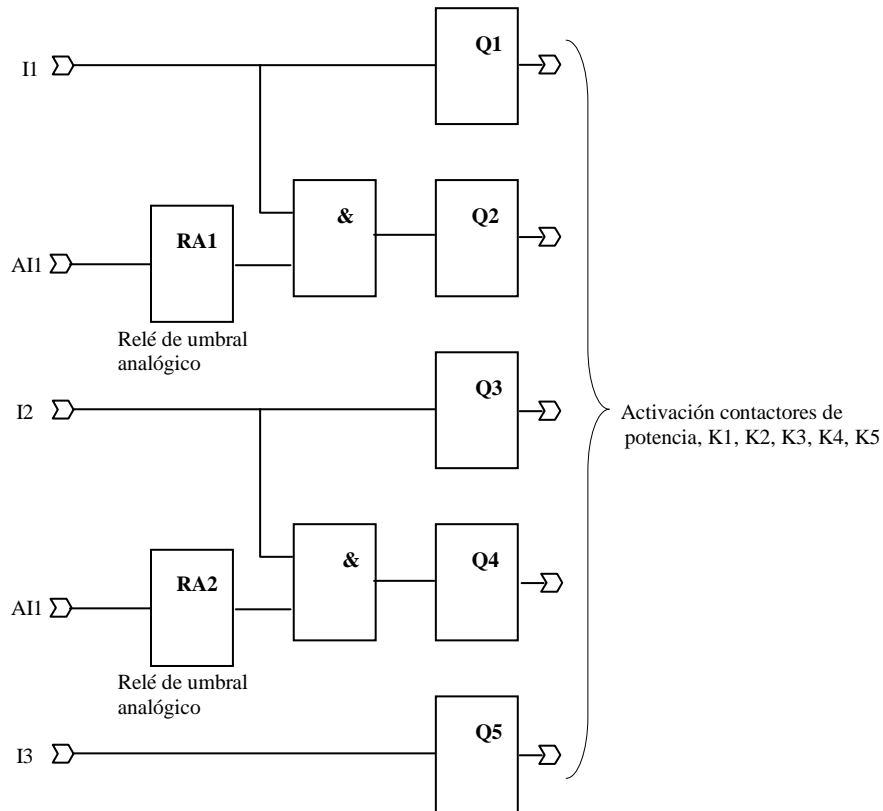 Q1
I1
&
Q2
RA1
AI1
Relé de umbral
analógico
Q3
I2
Activación contactores de
potencia, K1, K2, K3, K4, K5
&
Q4
RA2
AI1
Relé de umbral
analógico
Q5
I3